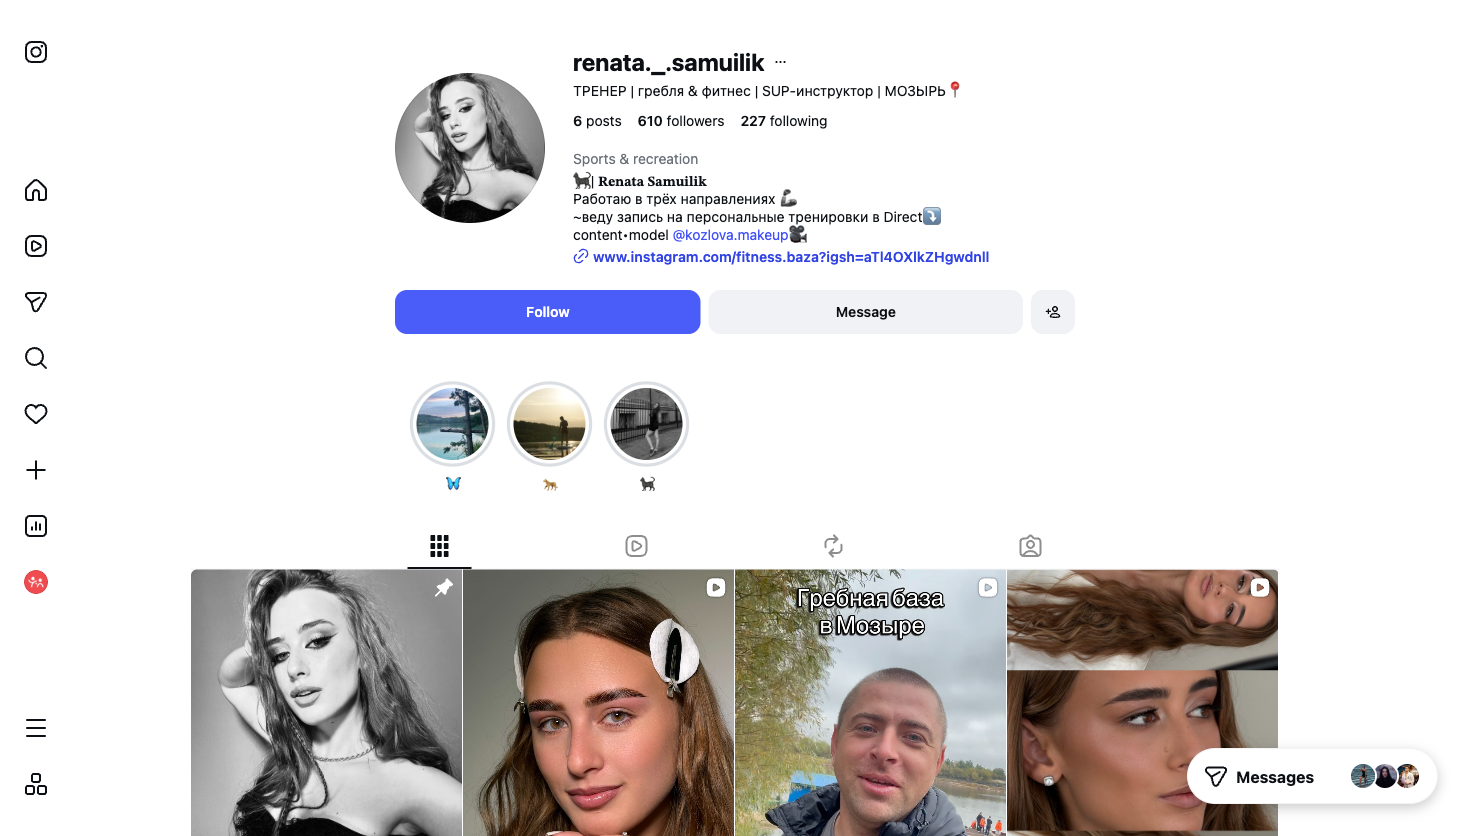 renata._.samuilik ...
ТРЕНЕР | гребля & фитнес | SUP-инструктор | МОЗЫРЬ📍
6 posts 610 followers 227 following
Sports & recreation
🐈‍⬛| 𝐑𝐞𝐧𝐚𝐭𝐚 𝐒𝐚𝐦𝐮𝐢𝐥𝐢𝐤
Работаю в трёх направлениях 🦾
~веду запись на персональные тренировки в Direct⤵️
content•model @kozlova.makeup🎥
www.instagram.com/fitness.baza?igsh=aTl4OXlkZHgwdnll
Follow
Message
🦋
🐆
🐈‍⬛
Гребная база
в Мозыре
Messages